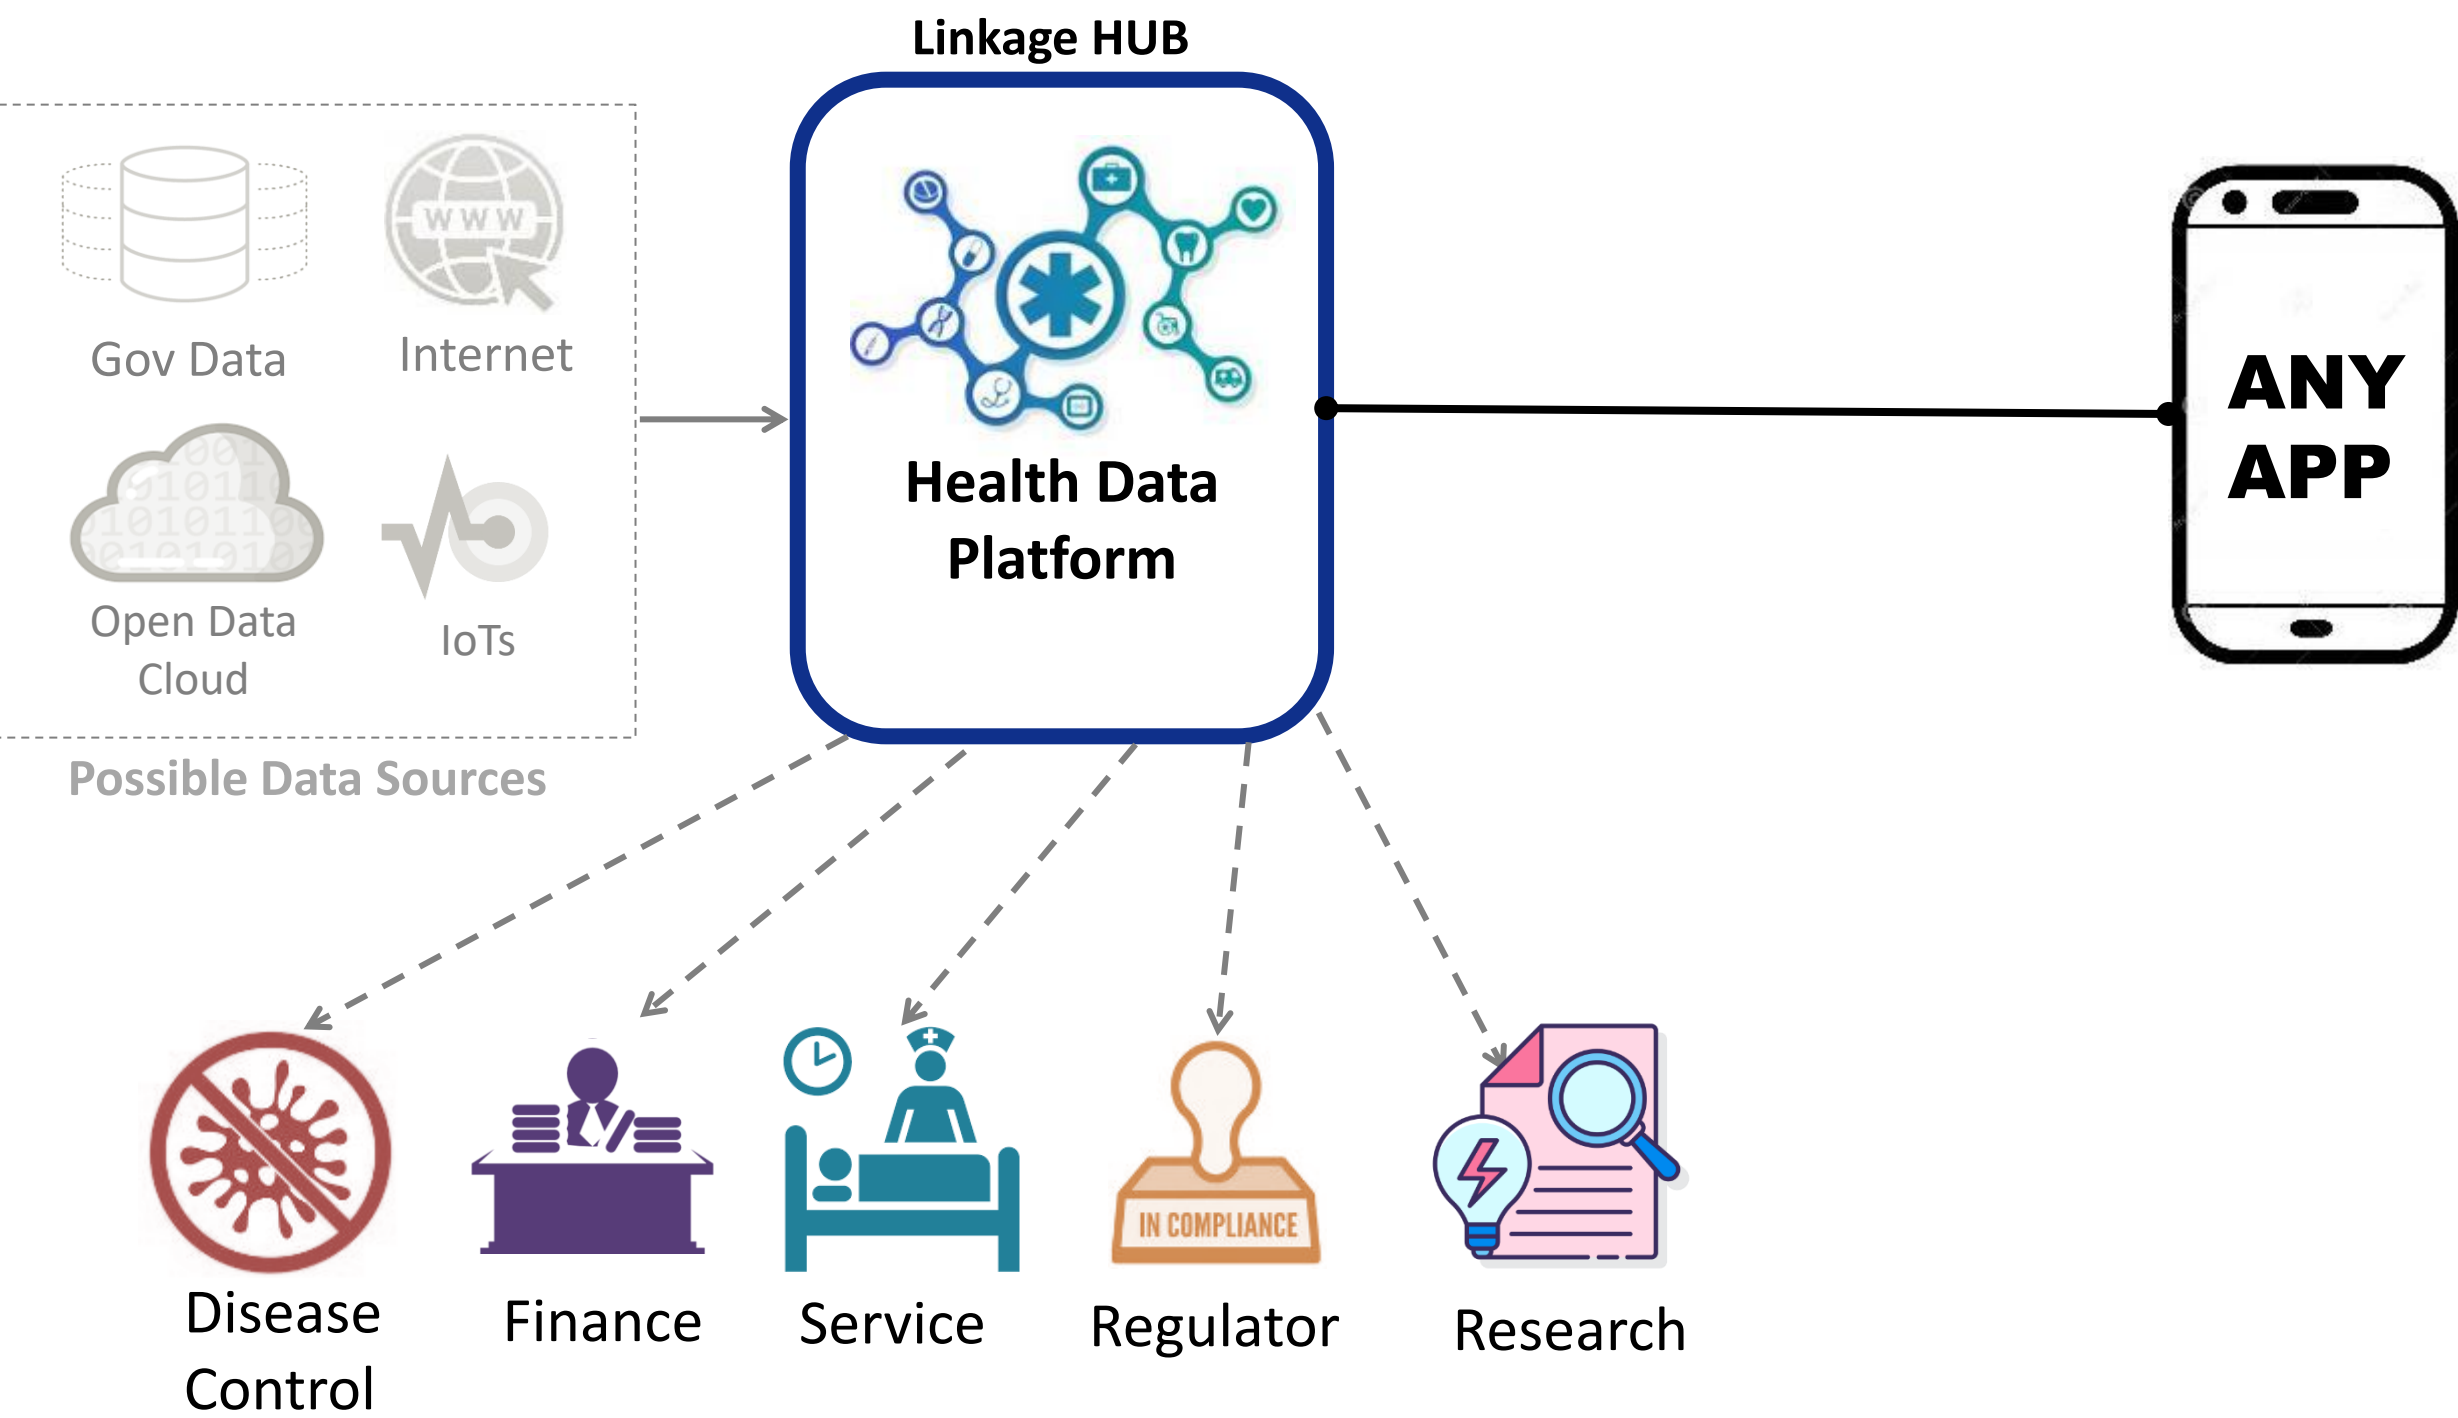 Linkage HUB
WWW
Gov Data
Internet
Open Data
Cloud
IoTs
Possible Data Sources
Health Data
Platform
ANY
APP
IN COMPLIANCE
Disease
Control
Finance
Service
Regulator
Research